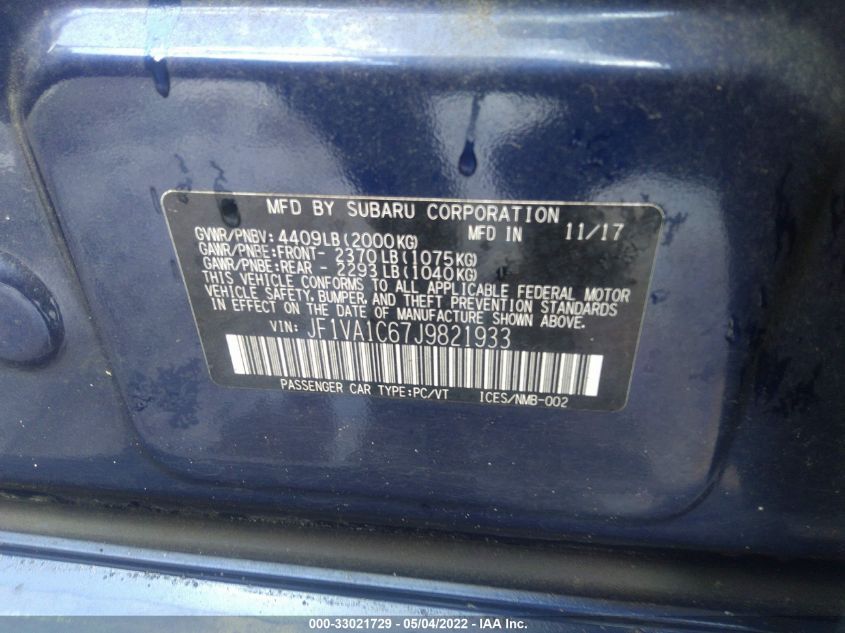 MFD BY SUBARU CORPORATION
GVWR/PNBV: 4409LB(2000KG) MFD IN 11/17
GAWR/PNBE:FRONT- 2370LB(1075KG)
GAWR/PNBE:REAR - 2293LB(1040KG)
THIS VEHICLE CONFORMS TO ALL APPLICABLE FEDERAL MOTOR
VEHICLE SAFETY, BUMPER, AND THEFT PREVENTION STANDARDS
IN EFFECT ON THE DATE OF MANUFACTURE SHOWN ABOVE.
VIN: JF1VA1C67J9821933
PASSENGER CAR TYPE:PC/VT ICES/NMB-002
000-33021729 - 05/04/2022 - IAA Inc.